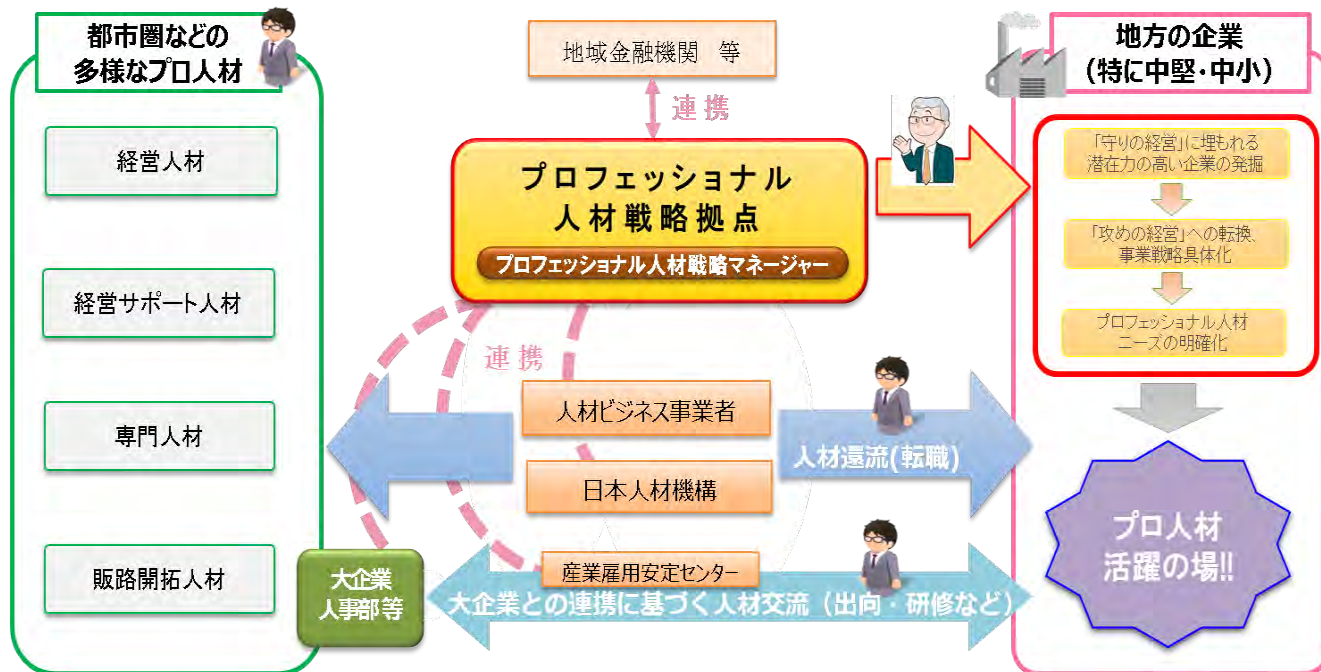 都市圏などの
多様なプロ人材
経営人材
経営サポート人材
専門人材
販路開拓人材
大企業
人事部等
地域金融機関 等
連携
プロフェッショナル
人材戦略拠点
プロフェッショナル人材戦略マネージャー
連携
人材ビジネス事業者
日本人材機構
人材還流(転職)
産業雇用安定センター
大企業との連携に基づく人材交流(出向・研修など)
地方の企業
(特に中堅・中小)
「守りの経営」に埋もれる
潜在力の高い企業の発掘
「攻めの経営」への転換、
事業戦略具体化
プロフェッショナル人材
ニーズの明確化
プロ人材
活躍の場!!